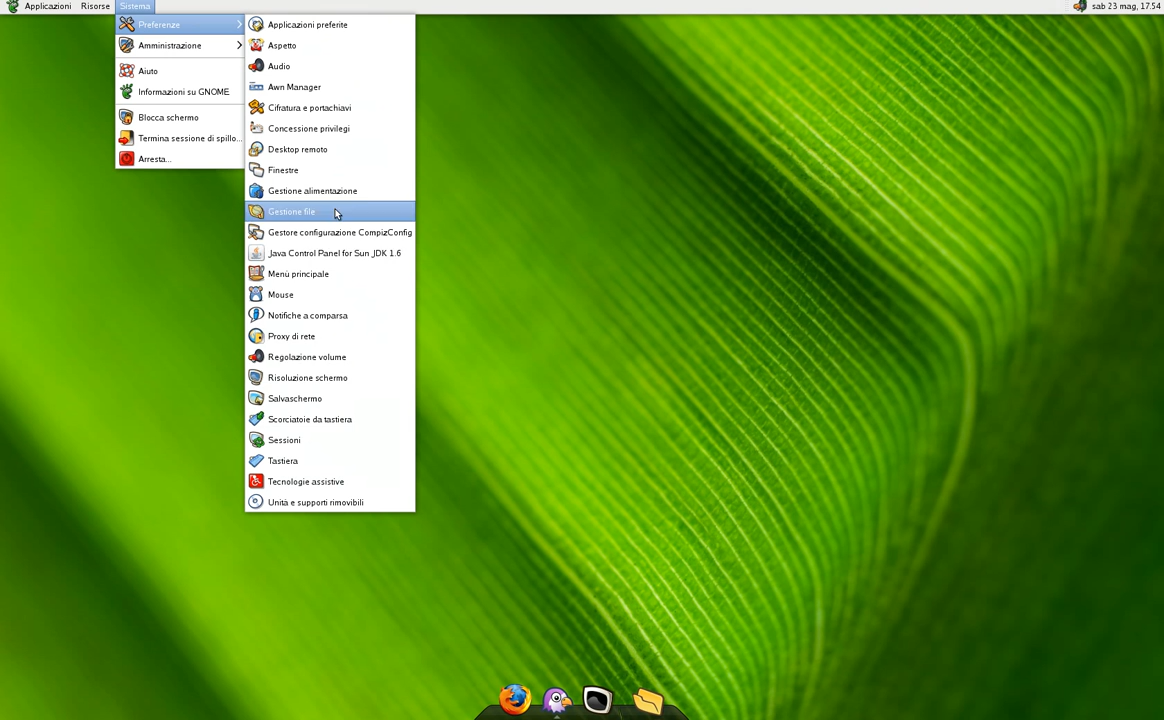 Applicazioni Risorse Sistema sab 23 mag, 17.54
Preferenze
Amministrazione
Aiuto
Informazioni su GNOME
Blocca schermo
Termina sessione di spillo...
Arresta...
Applicazioni preferite
Aspetto
Audio
Awn Manager
Cifratura e portachiavi
Concessione privilegi
Desktop remoto
Finestre
Gestione alimentazione
Gestione file
Gestore configurazione CompizConfig
Java Control Panel for Sun JDK 1.6
Menù principale
Mouse
Notifiche a comparsa
Proxy di rete
Regolazione volume
Risoluzione schermo
Salvaschermo
Scorciatoie da tastiera
Sessioni
Tastiera
Tecnologie assistive
Unità e supporti rimovibili